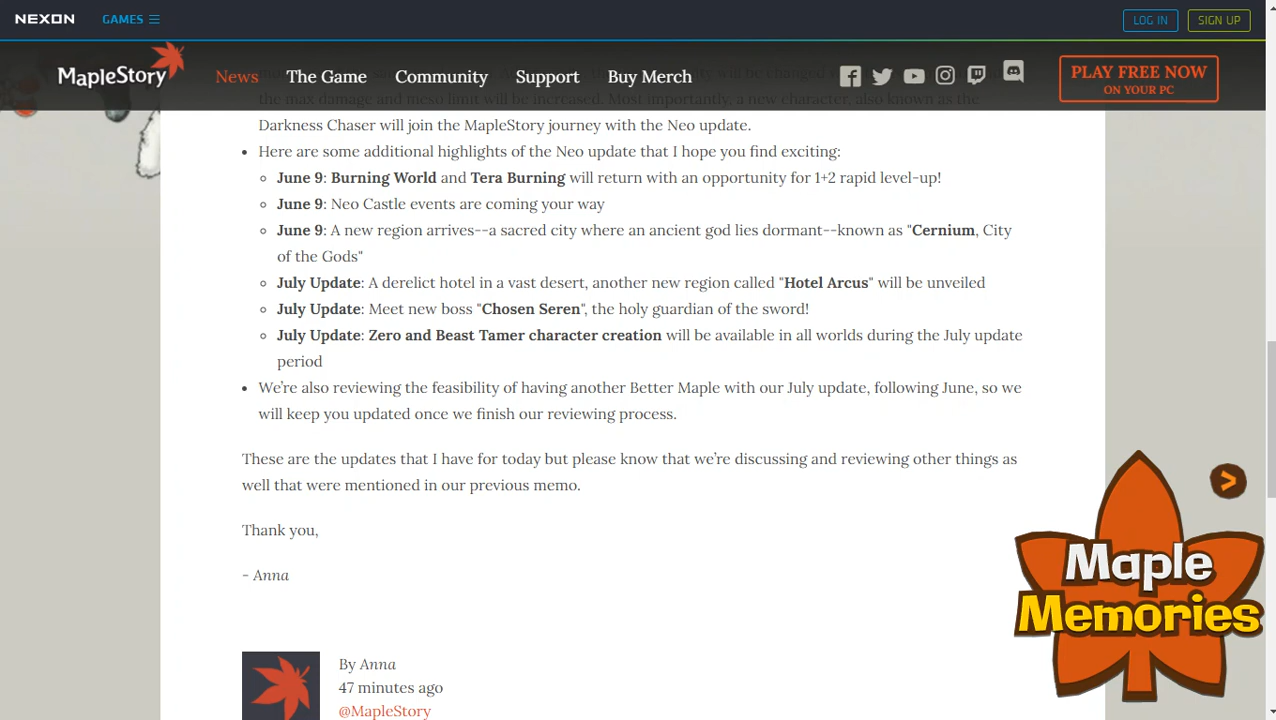 NEXON
GAMES
LOG IN
SIGN UP
MapleStory
News
The Game
Community
Support
Buy Merch
PLAY FREE NOW
ON YOUR PC
the max damage and meso limit will be increased. Most importantly, a new character, also known as the
Darkness Chaser will join the MapleStory journey with the Neo update.
• Here are some additional highlights of the Neo update that I hope you find exciting:
June 9: Burning World and Tera Burning will return with an opportunity for 1+2 rapid level-up!
June 9: Neo Castle events are coming your way
June 9: A new region arrives--a sacred city where an ancient god lies dormant--known as "Cernium, City
of the Gods"
July Update: A derelict hotel in a vast desert, another new region called "Hotel Arcus" will be unveiled
July Update: Meet new boss "Chosen Seren", the holy guardian of the sword!
July Update: Zero and Beast Tamer character creation will be available in all worlds during the July update
period
• We're also reviewing the feasibility of having another Better Maple with our July update, following June, so we
will keep you updated once we finish our reviewing process.
These are the updates that I have for today but please know that we're discussing and reviewing other things as
well that were mentioned in our previous memo.
Thank you,
- Anna
Maple
Memories
By Anna
47 minutes ago
@MapleStory